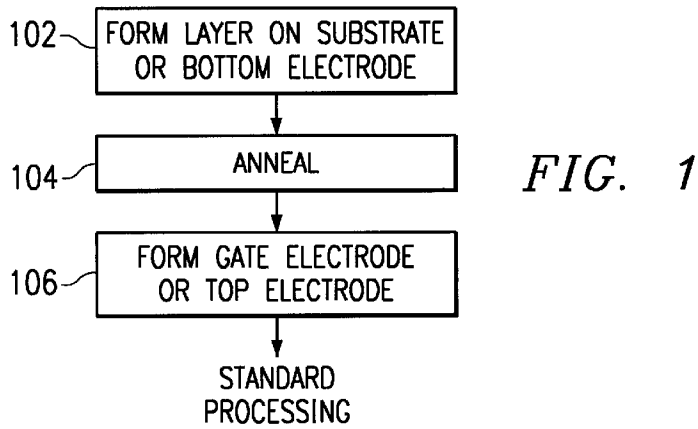 102
FORM LAYER ON SUBSTRATE
OR BOTTOM ELECTRODE
104
ANNEAL
FIG. 1
106
FORM GATE ELECTRODE
OR TOP ELECTRODE
STANDARD
PROCESSING